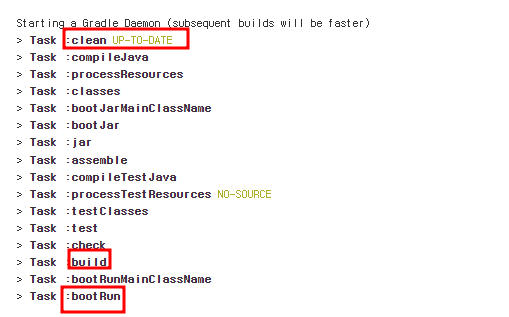 Starting a Gradle Daemon (subsequent builds will be faster)
> Task :clean UP-TO-DATE
> Task :compileJava
> Task :processResources
> Task :classes
> Task :bootJarMainClassName
> Task :bootJar
> Task :jar
> Task :assemble
> Task :compileTestJava
> Task :processTestResources NO-SOURCE
> Task :testClasses
> Task :test
> Task :check
> Task :build
> Task :bootRunMainClassName
> Task :bootRun